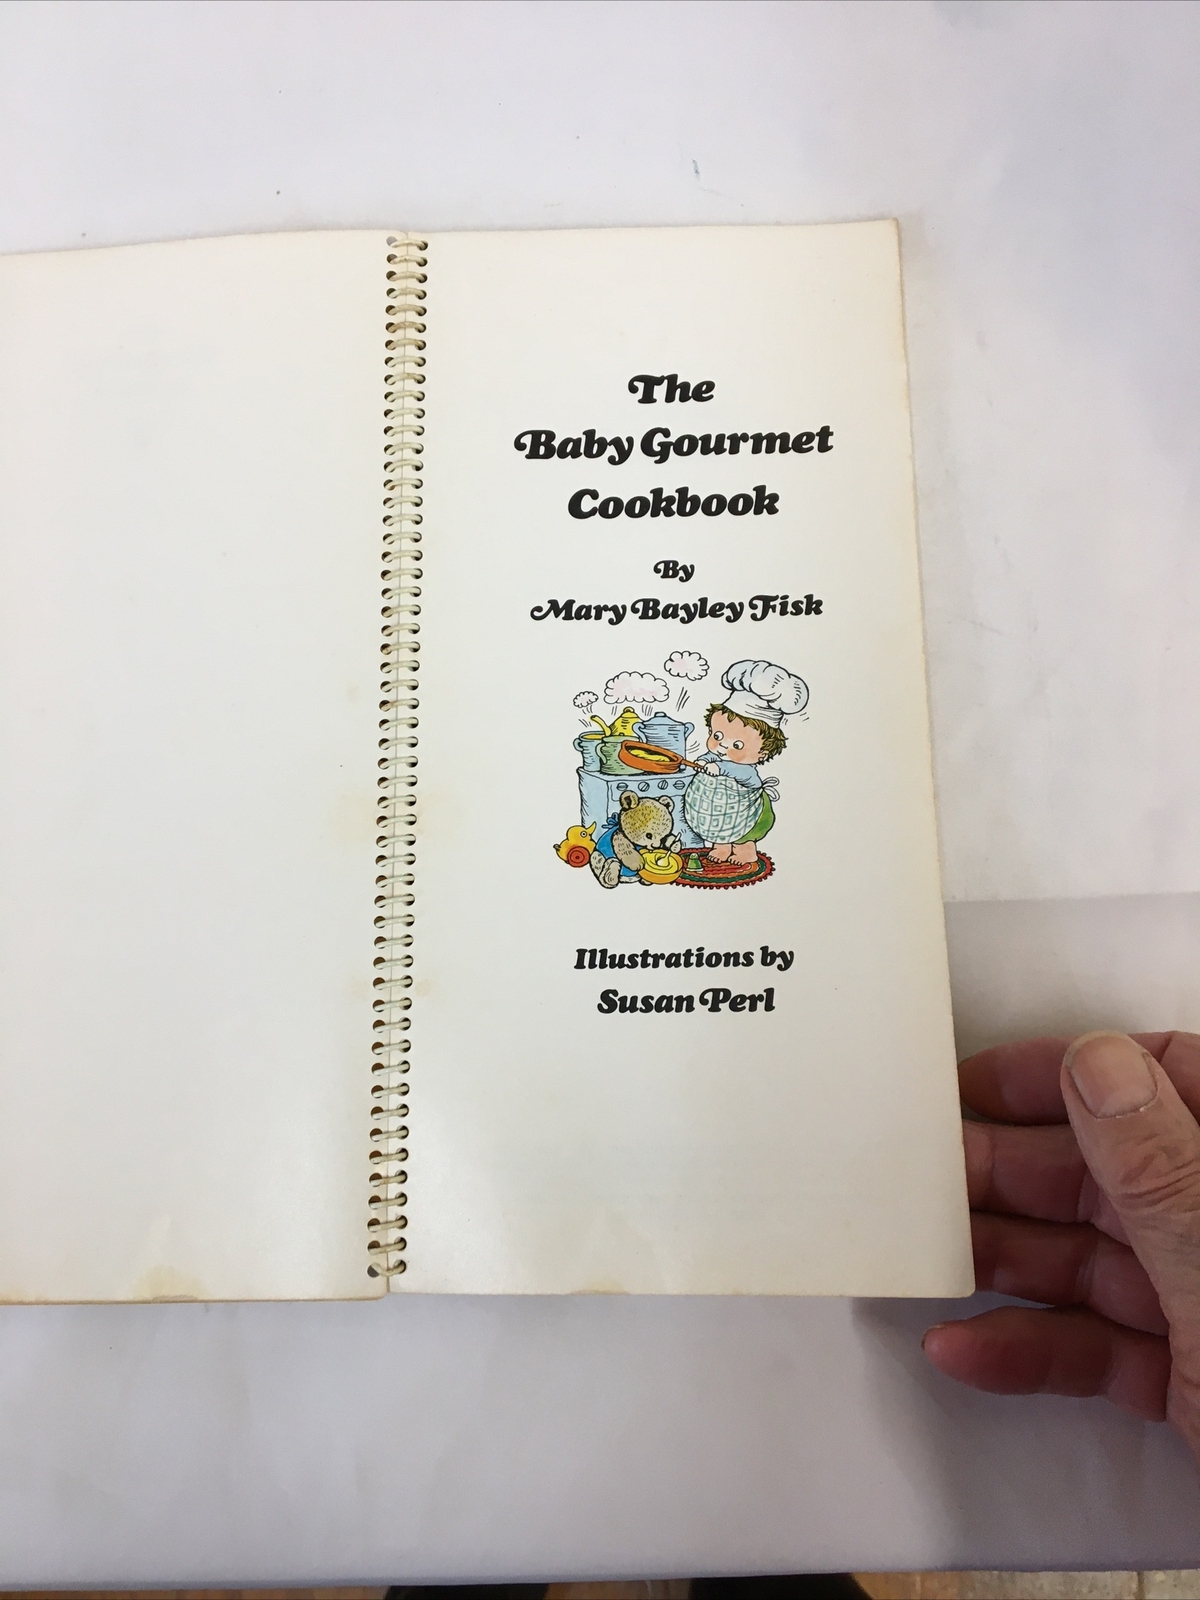 The
Baby Gourmet
Cookbook
By
Mary Bayley Fisk
Illustrations by
Susan Perl